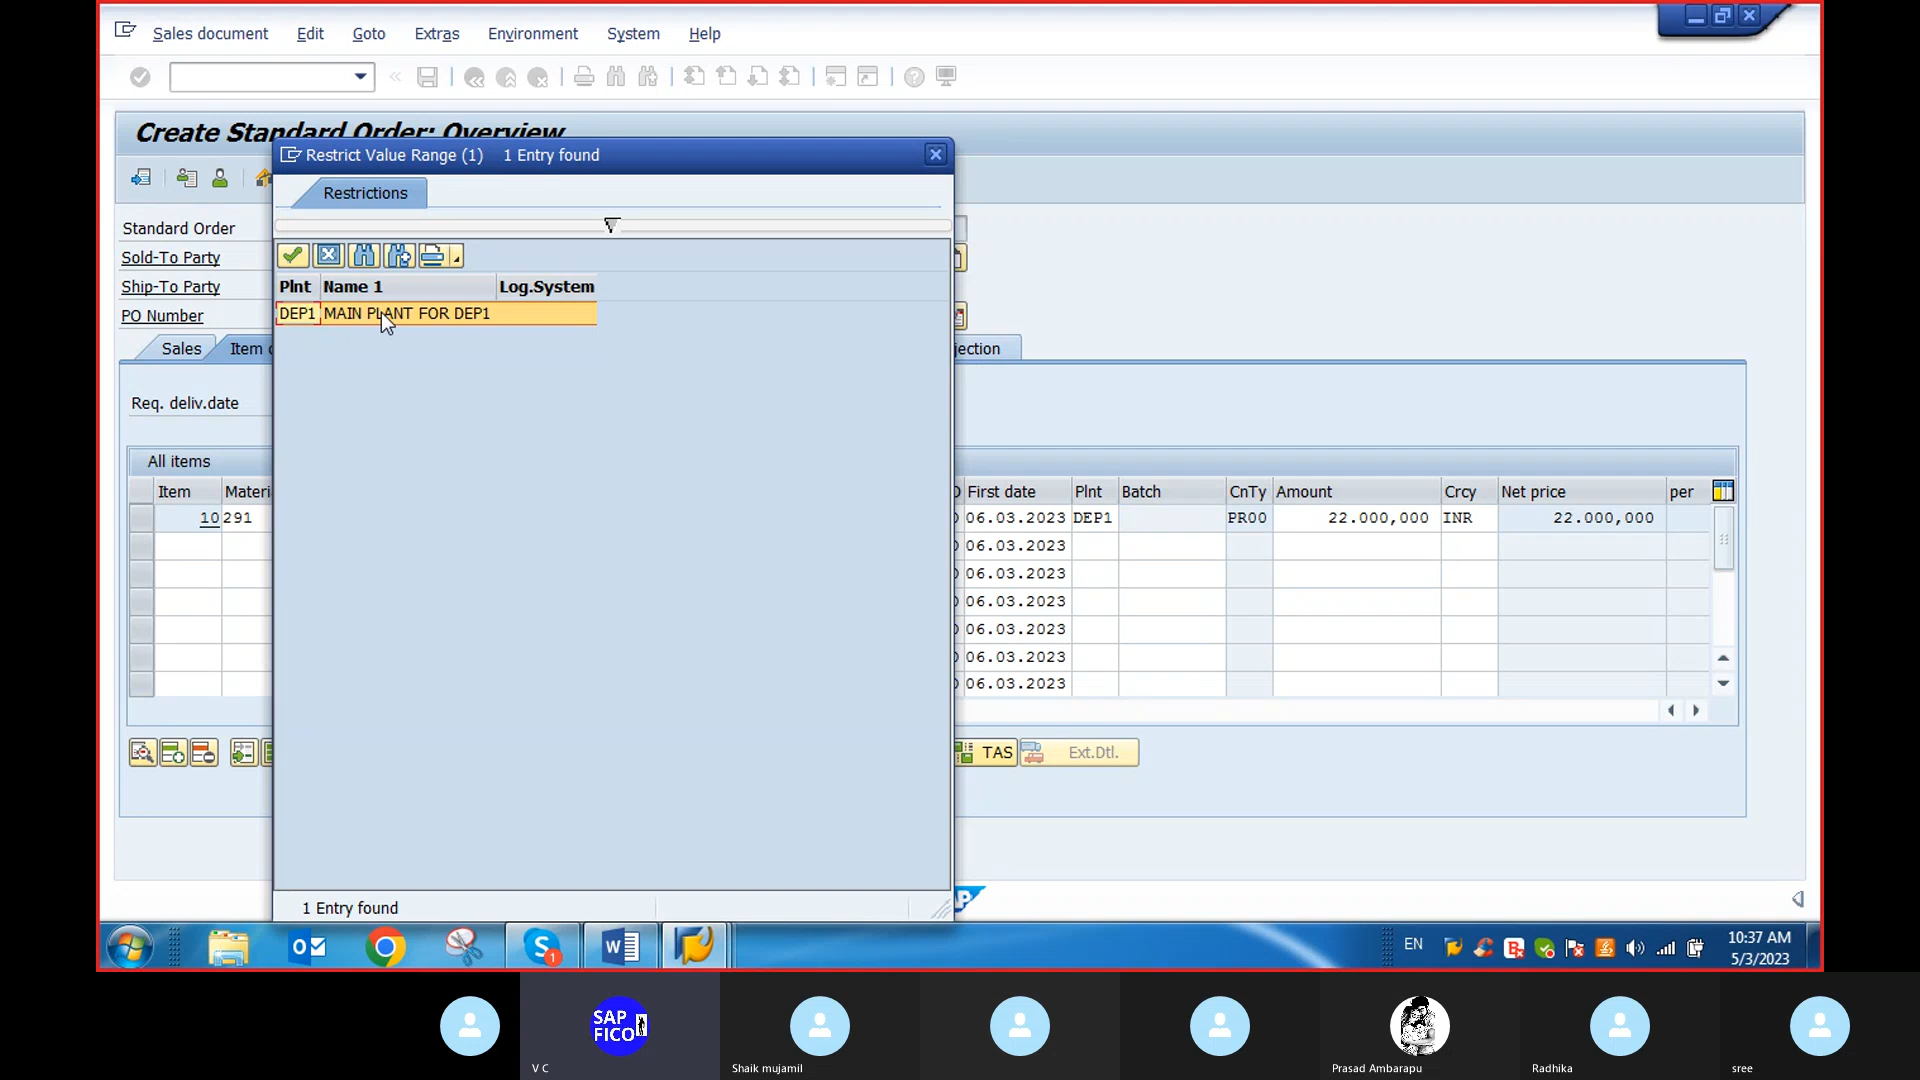 Sales document Edit Goto Extras Environment System Help
Create Standard Order: Overview
Restrict Value Range (1) 1 Entry found
Restrictions
Standard Order
Sold-To Party
Ship-To Party
PO Number
Plnt Name 1 Log.System
DEP1 MAIN PLANT FOR DEP1
Sales Item
jection
Req. deliv.date
All items
Item Materi First date Plnt Batch CnTy Amount Crcy Net price per
10 291 06.03.2023 DEP1 PR00 22.000,000 INR 22.000,000
06.03.2023
06.03.2023
06.03.2023
06.03.2023
06.03.2023
06.03.2023
TAS Ext.Dtl.
1 Entry found
EN
10:37 AM
5/3/2023
SAP
FICO
V C
Shaik mujamil
Prasad Ambarapu
Radhika
sree